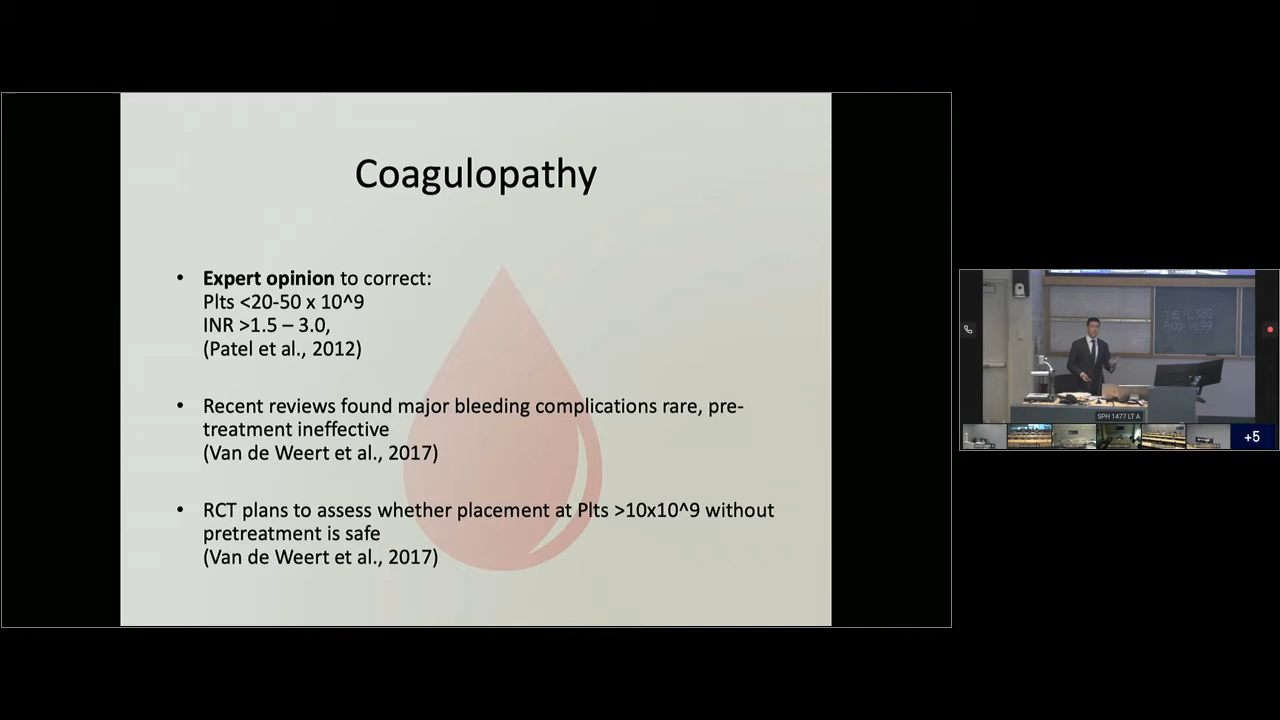 Coagulopathy
• Expert opinion to correct:
Plts <20-50 x 10^9
INR >1.5 – 3.0,
(Patel et al., 2012)
• Recent reviews found major bleeding complications rare, pre-
treatment ineffective
(Van de Weert et al., 2017)
• RCT plans to assess whether placement at Plts >10x10^9 without
pretreatment is safe
(Van de Weert et al., 2017)
SPH 1477 LT A
+5